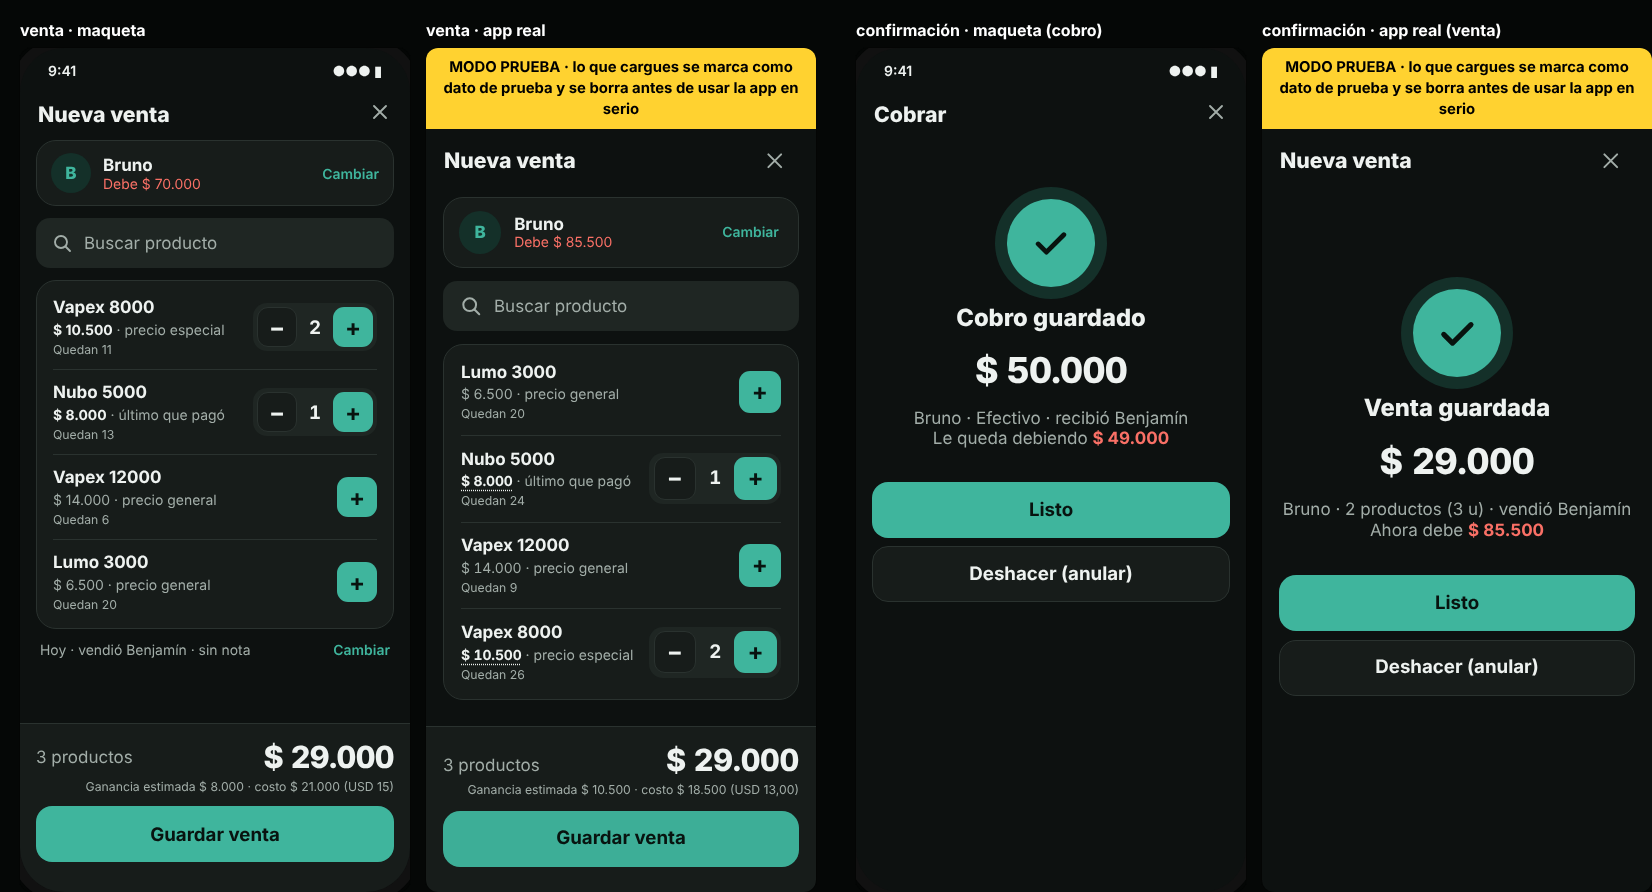 venta · maqueta
9:41
Nueva venta
B
Bruno
Debe $ 70.000
Cambiar
Buscar producto
Vapex 8000
$ 10.500 · precio especial
Quedan 11
− 2 +
Nubo 5000
$ 8.000 · último que pagó
Quedan 13
− 1 +
Vapex 12000
$ 14.000 · precio general
Quedan 6
+
Lumo 3000
$ 6.500 · precio general
Quedan 20
+
Hoy · vendió Benjamín · sin nota
Cambiar
3 productos
$ 29.000
Ganancia estimada $ 8.000 · costo $ 21.000 (USD 15)
Guardar venta
venta · app real
MODO PRUEBA · lo que cargues se marca como
dato de prueba y se borra antes de usar la app en
serio
Nueva venta
B
Bruno
Debe $ 85.500
Cambiar
Buscar producto
Lumo 3000
$ 6.500 · precio general
Quedan 20
+
Nubo 5000
$ 8.000 · último que pagó
Quedan 24
− 1 +
Vapex 12000
$ 14.000 · precio general
Quedan 9
+
Vapex 8000
$ 10.500 · precio especial
Quedan 26
− 2 +
3 productos
$ 29.000
Ganancia estimada $ 10.500 · costo $ 18.500 (USD 13,00)
Guardar venta
confirmación · maqueta (cobro)
9:41
Cobrar
Cobro guardado
$ 50.000
Bruno · Efectivo · recibió Benjamín
Le queda debiendo $ 49.000
Listo
Deshacer (anular)
confirmación · app real (venta)
MODO PRUEBA · lo que cargues se marca como
dato de prueba y se borra antes de usar la app en
serio
Nueva venta
Venta guardada
$ 29.000
Bruno · 2 productos (3 u) · vendió Benjamín
Ahora debe $ 85.500
Listo
Deshacer (anular)